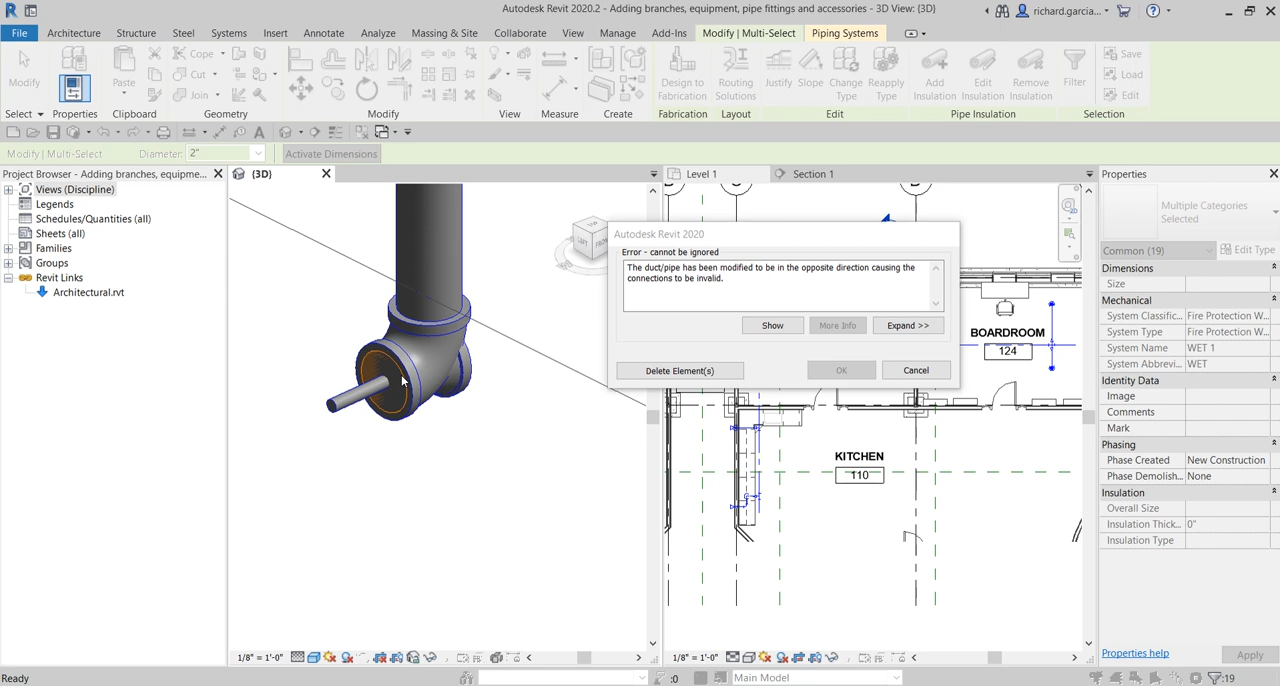 Autodesk Revit 2020.2 - Adding branches, equipment, pipe fittings and accessories - 3D View: {3D}
richard.garcia...
File
Architecture
Structure
Steel
Systems
Insert
Annotate
Analyze
Massing & Site
Collaborate
View
Manage
Add-Ins
Modify | Multi-Select
Piping Systems
Modify
Paste
Cope
Cut
Join
Design to
Fabrication
Routing
Solutions
Justify
Slope
Change
Type
Reapply
Type
Add
Insulation
Edit
Insulation
Remove
Insulation
Filter
Save
Load
Edit
Select
Properties
Clipboard
Geometry
Modify
View
Measure
Create
Fabrication
Layout
Edit
Pipe Insulation
Selection
Modify | Multi-Select
Diameter:
2"
Activate Dimensions
Project Browser - Adding branches, equipme...
Views (Discipline)
Legends
Schedules/Quantities (all)
Sheets (all)
Families
Groups
Revit Links
Architectural.rvt
{3D}
LEFT
FRONT
Level 1
Section 1
Autodesk Revit 2020
Error - cannot be ignored
The duct/pipe has been modified to be in the opposite direction causing the
connections to be invalid.
Show
More Info
Expand >>
Delete Element(s)
OK
Cancel
BOARDROOM
124
KITCHEN
110
Properties
Multiple Categories
Selected
Common (19)
Edit Type
Dimensions
Size
Mechanical
System Classific... Fire Protection W...
System Type Fire Protection W...
System Name WET 1
System Abbrevi... WET
Identity Data
Image
Comments
Mark
Phasing
Phase Created New Construction
Phase Demolish... None
Insulation
Overall Size
Insulation Thick... 0"
Insulation Type
Properties help
Apply
1/8" = 1'-0"
1/8" = 1'-0"
Ready
:0
Main Model
:19